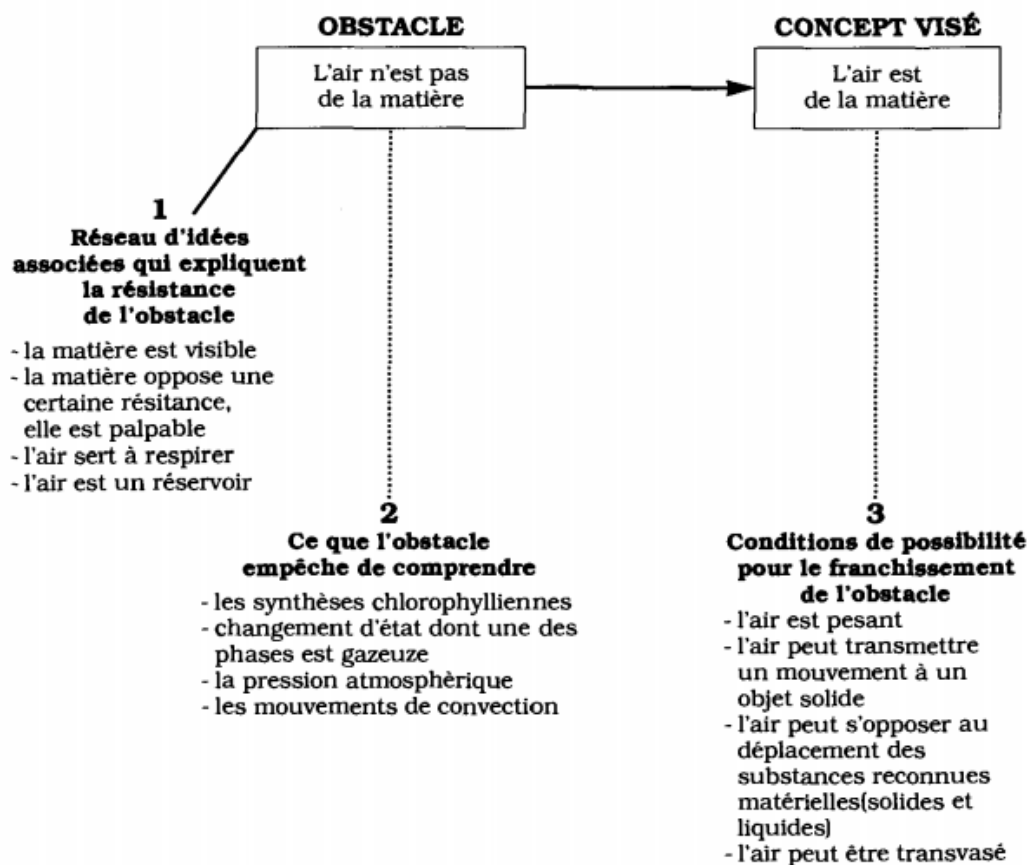 OBSTACLE
L'air n'est pas
de la matière
CONCEPT VISÉ
L'air est
de la matière
1
Réseau d'idées
associées qui expliquent
la résistance
de l'obstacle
- la matière est visible
- la matière oppose une
certaine résitance,
elle est palpable
- l'air sert à respirer
- l'air est un réservoir
2
Ce que l'obstacle
empêche de comprendre
- les synthèses chlorophylliennes
- changement d'état dont une des
phases est gazeuze
- la pression atmosphèrique
- les mouvements de convection
3
Conditions de possibilité
pour le franchissement
de l'obstacle
- l'air est pesant
- l'air peut transmettre
un mouvement à un
objet solide
- l'air peut s'opposer au
déplacement des
substances reconnues
matérielles(solides et
liquides)
- l'air peut être transvasé